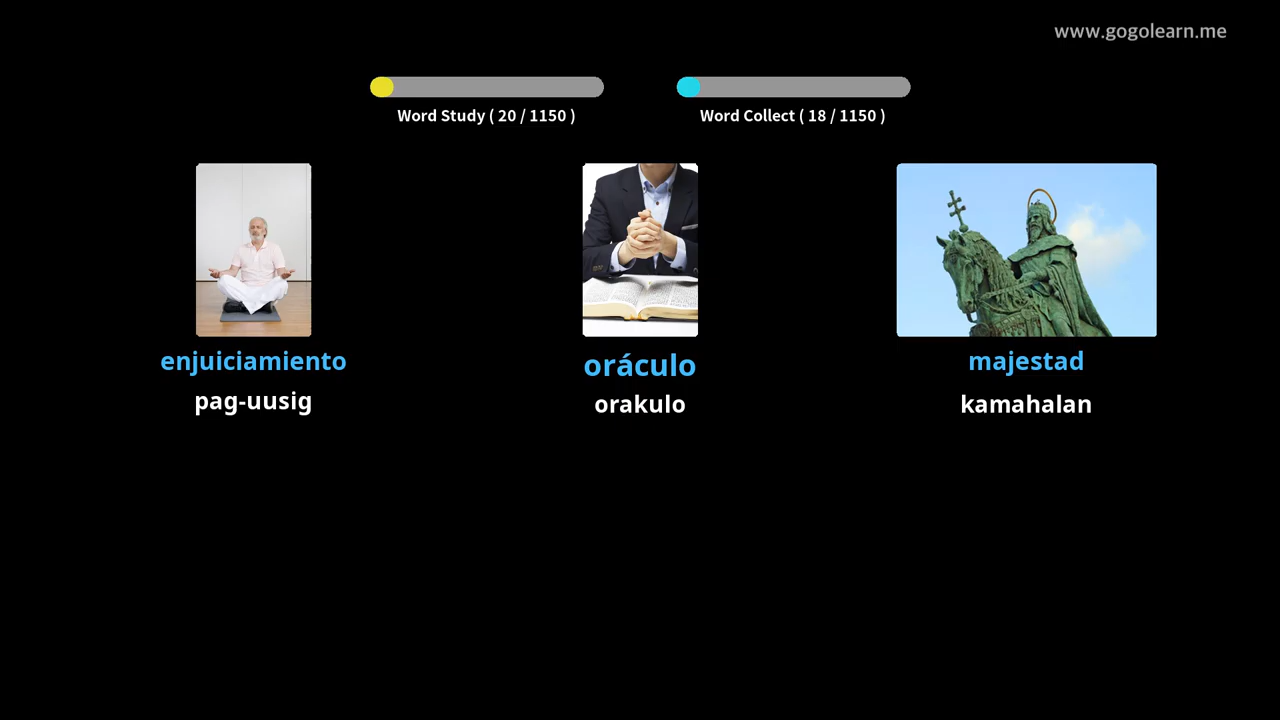 www.gogolearn.me
Word Study ( 20 / 1150 )
Word Collect ( 18 / 1150 )
enjuiciamiento
oráculo
majestad
pag-uusig
orakulo
kamahalan